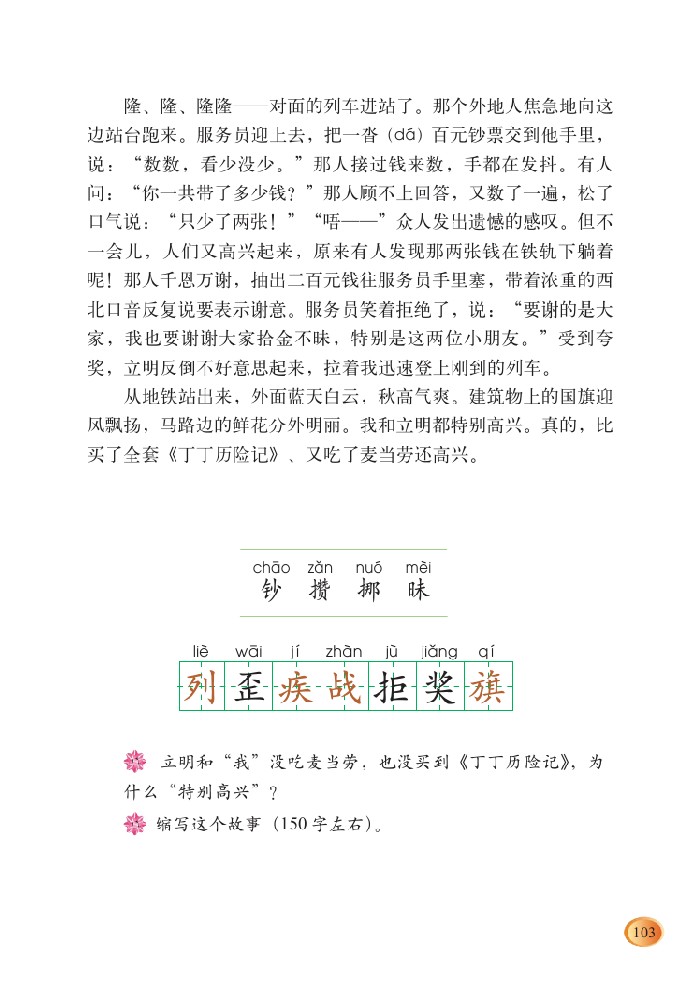 隆、隆、隆隆——对面的列车进站了。那个外地人焦急地向这
边站台跑来。服务员迎上去，把一沓（dá）百元钞票交到他手里，
说：“数数，看少没少。”那人接过钱来数，手都在发抖。有人
问：“你一共带了多少钱？”那人顾不上回答，又数了一遍，松了
口气说：“只少了两张！”“唔——”众人发出遗憾的感叹。但不
一会儿，人们又高兴起来，原来有人发现那两张钱在铁轨下躺着
呢！那人千恩万谢，抽出二百元钱往服务员手里塞，带着浓重的西
北口音反复说要表示谢意。服务员笑着拒绝了，说：“要谢的是大
家，我也要谢谢大家拾金不昧，特别是这两位小朋友。”受到夸
奖，立明反倒不好意思起来，拉着我迅速登上刚到的列车。
从地铁站出来，外面蓝天白云，秋高气爽。建筑物上的国旗迎
风飘扬，马路边的鲜花分外明丽。我和立明都特别高兴。真的，比
买了全套《丁丁历险记》、又吃了麦当劳还高兴。
chāo zǎn nuó mèi
钞 攒 挪 昧
liè wāi jí zhàn jù jiǎng qí
列 歪 疾 战 拒 奖 旗
立明和“我”没吃麦当劳，也没买到《丁丁历险记》，为
什么“特别高兴”？
缩写这个故事（150字左右）。
103